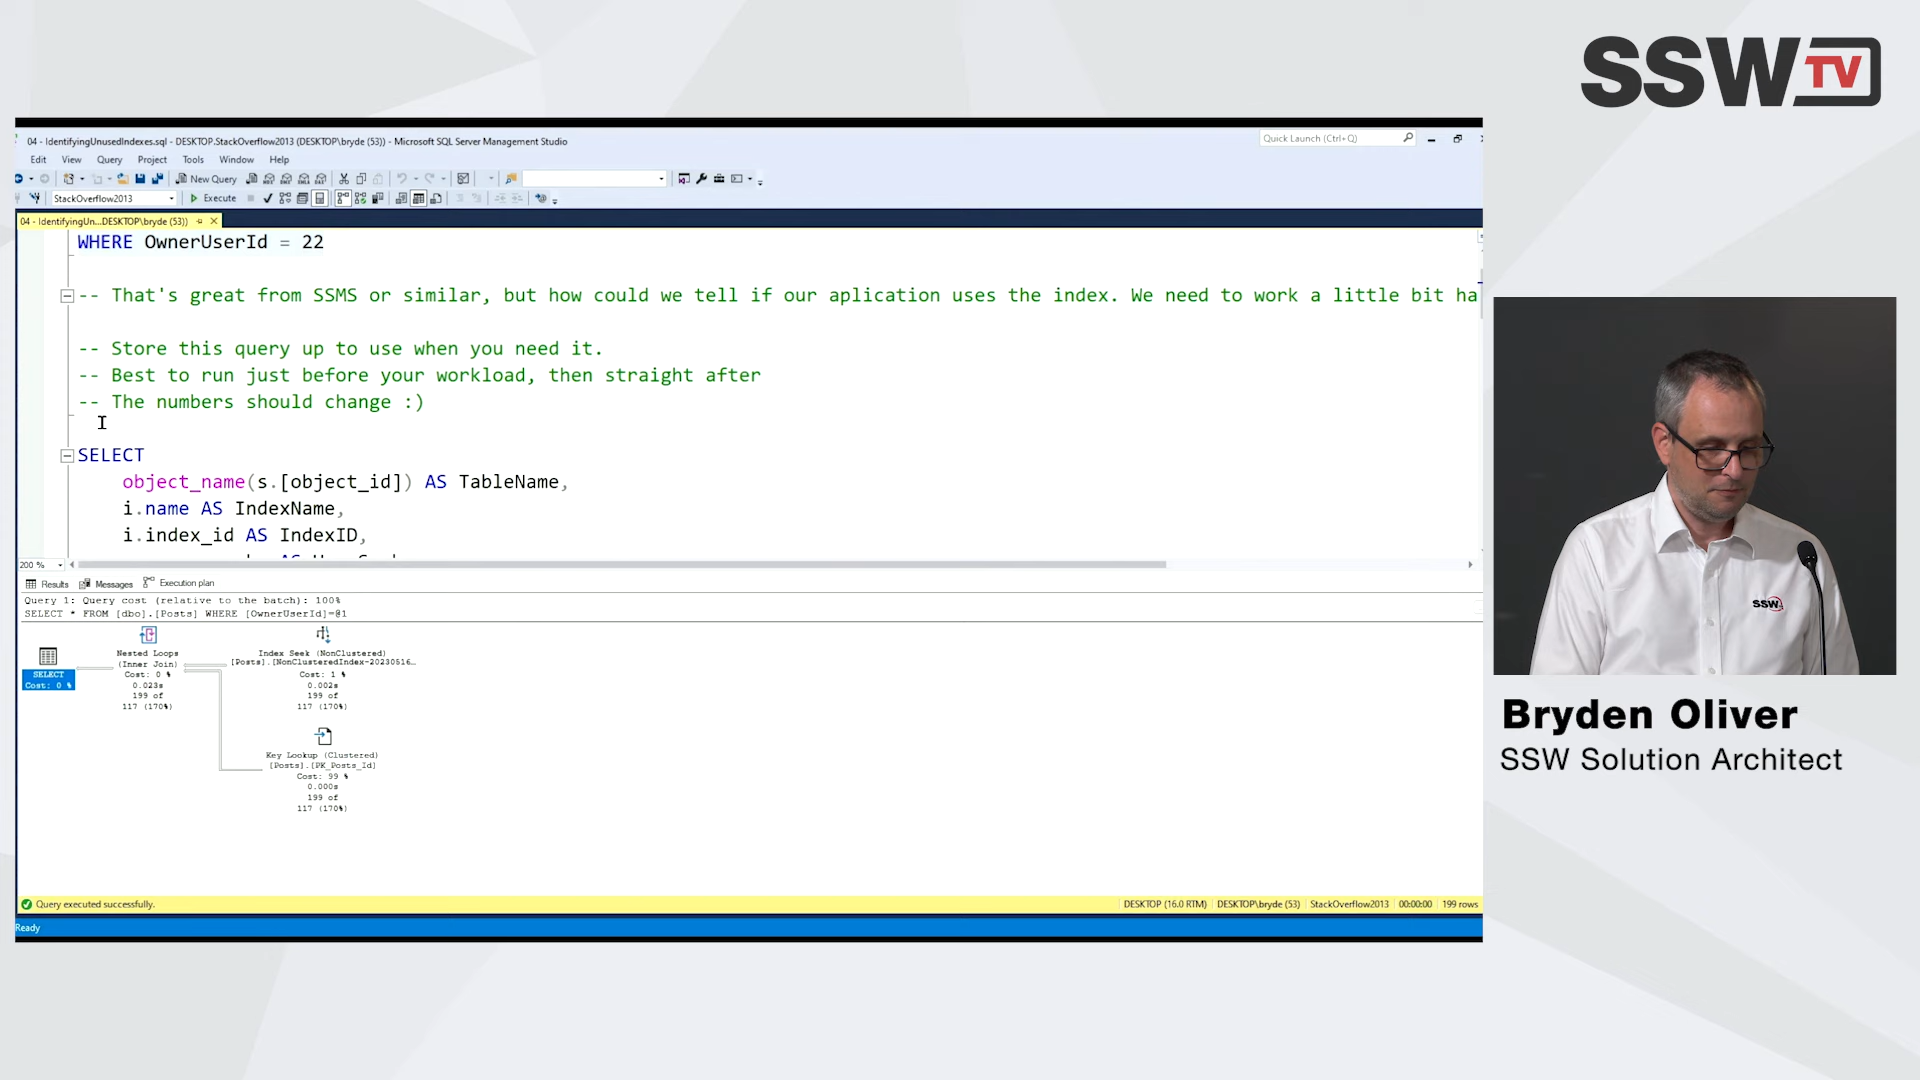 SSW TV
04 - IdentifyingUnusedIndexes.sql - DESKTOP.StackOverflow2013 (DESKTOP\bryde (53)) - Microsoft SQL Server Management Studio
Quick Launch (Ctrl+Q)
Edit View Query Project Tools Window Help
New Query
StackOverflow2013
Execute
04 - IdentifyingUn...DESKTOP\bryde (53))
WHERE OwnerUserId = 22
-- That's great from SSMS or similar, but how could we tell if our aplication uses the index. We need to work a little bit ha
-- Store this query up to use when you need it.
-- Best to run just before your workload, then straight after
-- The numbers should change :)
SELECT
object_name(s.[object_id]) AS TableName,
i.name AS IndexName,
i.index_id AS IndexID,
200 %
Results Messages Execution plan
Query 1: Query cost (relative to the batch): 100%
SELECT * FROM [dbo].[Posts] WHERE [OwnerUserId]=@1
SELECT
Cost: 0 %
Nested Loops
(Inner Join)
Cost: 0 %
0.023s
199 of
117 (170%)
Index Seek (NonClustered)
[Posts].[NonClusteredIndex-20230516…
Cost: 1 %
0.002s
199 of
117 (170%)
Key Lookup (Clustered)
[Posts].[PK_Posts_Id]
Cost: 99 %
0.000s
199 of
117 (170%)
Query executed successfully.
DESKTOP (16.0 RTM) DESKTOP\bryde (53) StackOverflow2013 00:00:00 199 rows
Ready
SSW
Bryden Oliver
SSW Solution Architect